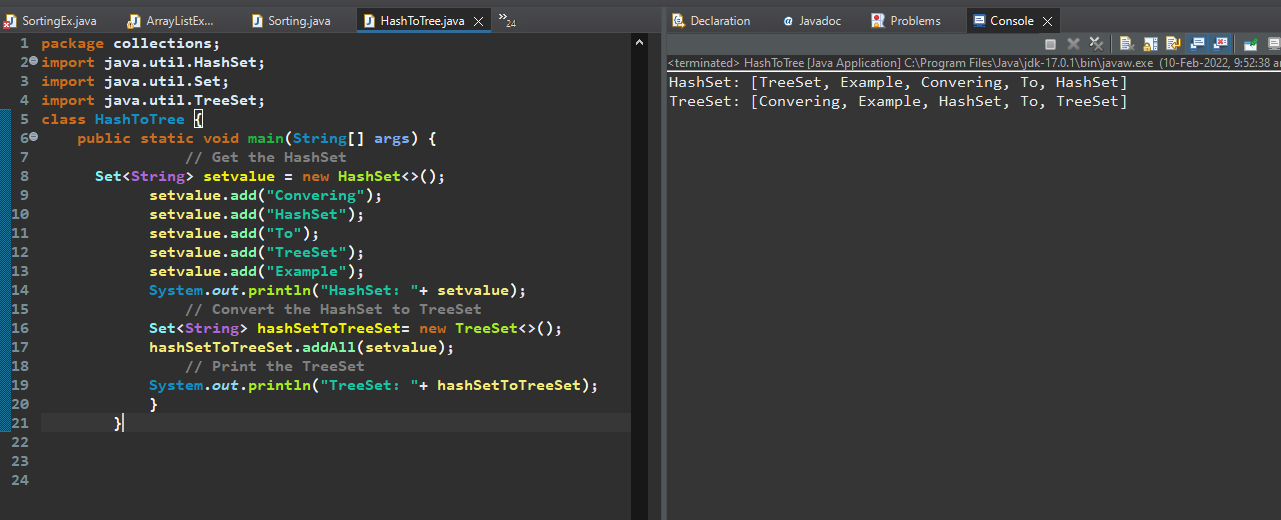 SortingEx.java ArrayListEx... Sorting.java HashToTree.java »24
1 package collections;
2 import java.util.HashSet;
3 import java.util.Set;
4 import java.util.TreeSet;
5 class HashToTree {
6 public static void main(String[] args) {
7 // Get the HashSet
8 Set<String> setvalue = new HashSet<>();
9 setvalue.add("Convering");
10 setvalue.add("HashSet");
11 setvalue.add("To");
12 setvalue.add("TreeSet");
13 setvalue.add("Example");
14 System.out.println("HashSet: "+ setvalue);
15 // Convert the HashSet to TreeSet
16 Set<String> hashSetToTreeSet= new TreeSet<>();
17 hashSetToTreeSet.addAll(setvalue);
18 // Print the TreeSet
19 System.out.println("TreeSet: "+ hashSetToTreeSet);
20 }
21 }
22
23
24
Declaration @ Javadoc Problems Console
<terminated> HashToTree [Java Application] C:\Program Files\Java\jdk-17.0.1\bin\javaw.exe (10-Feb-2022, 9:52:38 a
HashSet: [TreeSet, Example, Convering, To, HashSet]
TreeSet: [Convering, Example, HashSet, To, TreeSet]